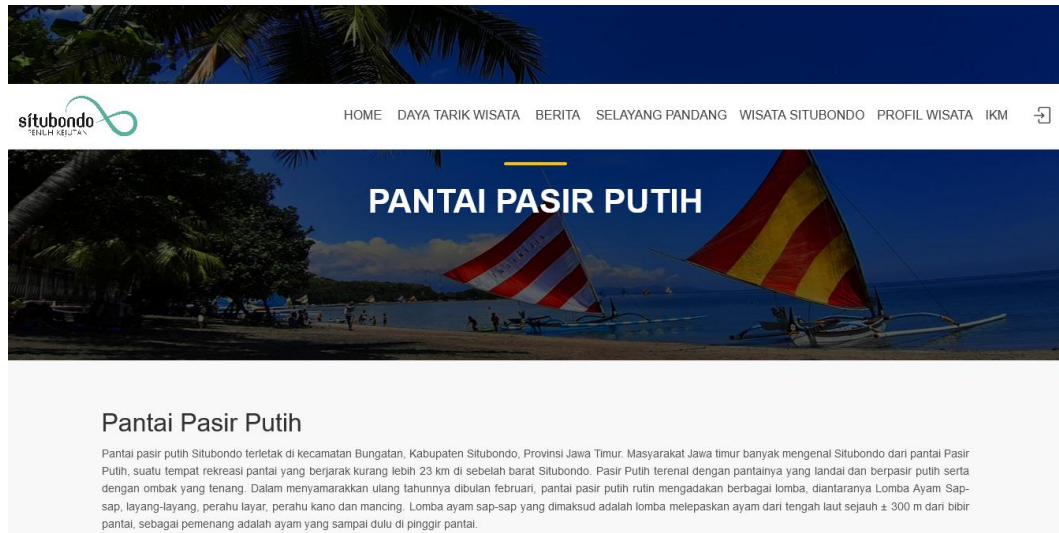 situbondo
PENUH KEJUTAN
HOME DAYA TARIK WISATA BERITA SELAYANG PANDANG WISATA SITUBONDO PROFIL WISATA IKM
PANTAI PASIR PUTIH
Pantai Pasir Putih
Pantai pasir putih Situbondo terletak di kecamatan Bungatan, Kabupaten Situbondo, Provinsi Jawa Timur. Masyarakat Jawa timur banyak mengenal Situbondo dari pantai Pasir
Putih, suatu tempat rekreasi pantai yang berjarak kurang lebih 23 km di sebelah barat Situbondo. Pasir Putih terenal dengan pantainya yang landai dan berpasir putih serta
dengan ombak yang tenang. Dalam menyamarakkan ulang tahunnya dibulan februari, pantai pasir putih rutin mengadakan berbagai lomba, diantaranya Lomba Ayam Sap-
sap, layang-layang, perahu layar, perahu kano dan mancing. Lomba ayam sap-sap yang dimaksud adalah lomba melepaskan ayam dari tengah laut sejauh ± 300 m dari bibir
pantai, sebagai pemenang adalah ayam yang sampai dulu di pinggir pantai.